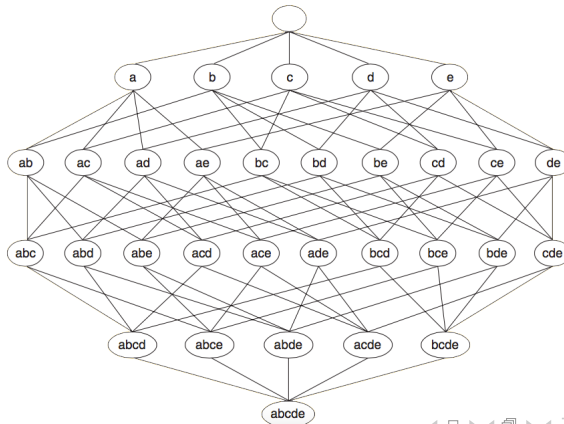 a b c d e
ab ac ad ae bc bd be cd ce de
abc abd abe acd ace ade bcd bce bde cde
abcd abce abde acde bcde
abcde